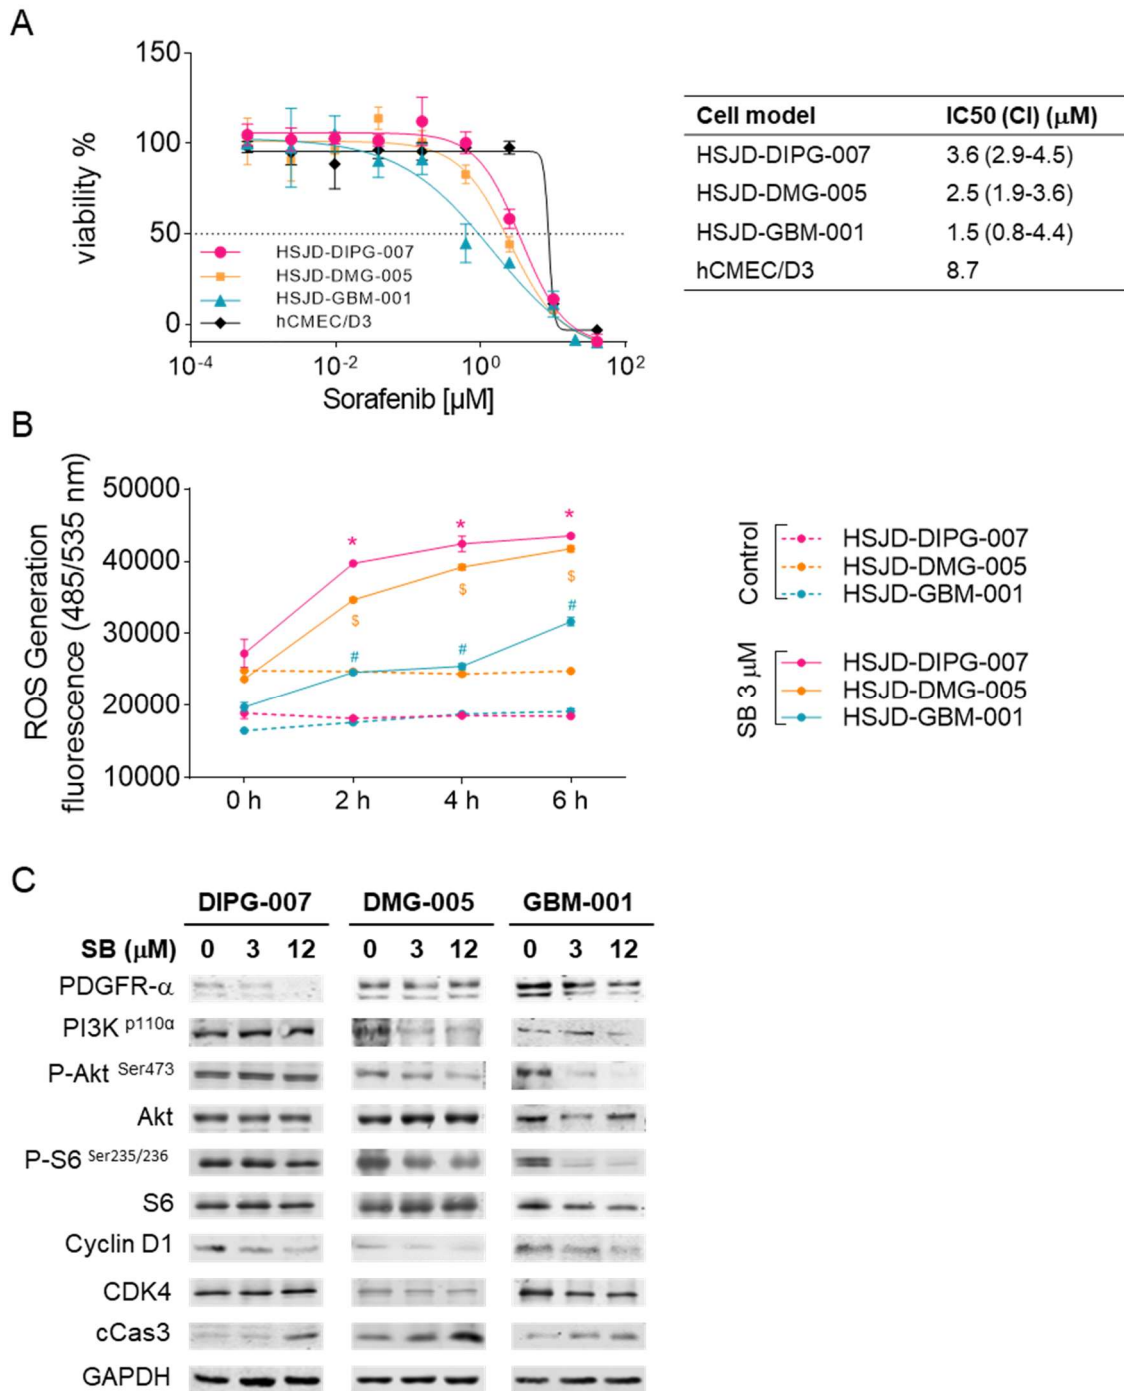 A
150
100
50
0
viability %
HSJD-DIPG-007
HSJD-DMG-005
HSJD-GBM-001
hCMEC/D3
10-4 10-2 100 102
Sorafenib [µM]
Cell model IC50 (CI) (µM)
HSJD-DIPG-007 3.6 (2.9-4.5)
HSJD-DMG-005 2.5 (1.9-3.6)
HSJD-GBM-001 1.5 (0.8-4.4)
hCMEC/D3 8.7
B
ROS Generation
fluorescence (485/535 nm)
50000
40000
30000
20000
10000
* * *
$ $ $
# # #
0 h 2 h 4 h 6 h
Control
HSJD-DIPG-007
HSJD-DMG-005
HSJD-GBM-001
SB 3 µM
HSJD-DIPG-007
HSJD-DMG-005
HSJD-GBM-001
C
DIPG-007 DMG-005 GBM-001
SB (µM) 0 3 12 0 3 12 0 3 12
PDGFR-α
PI3K p110α
P-Akt Ser473
Akt
P-S6 Ser235/236
S6
Cyclin D1
CDK4
cCas3
GAPDH